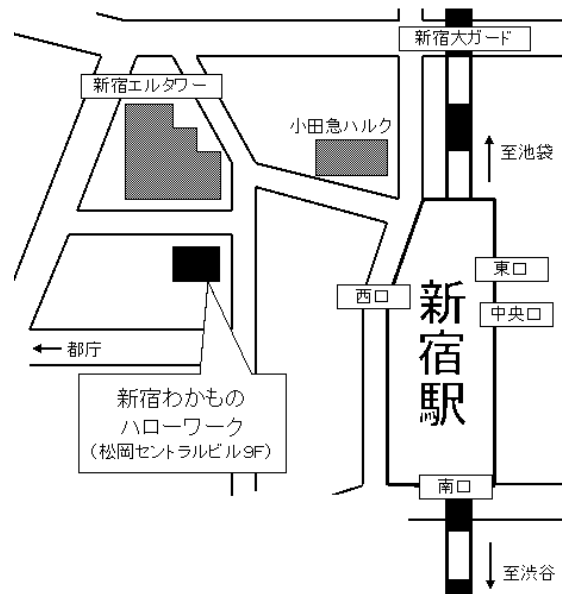 新宿大ガード
新宿エルタワー
小田急ハルク
至池袋
東口
西口
中央口
新宿駅
都庁
新宿わかもの
ハローワーク
（松岡セントラルビル9F）
南口
至渋谷